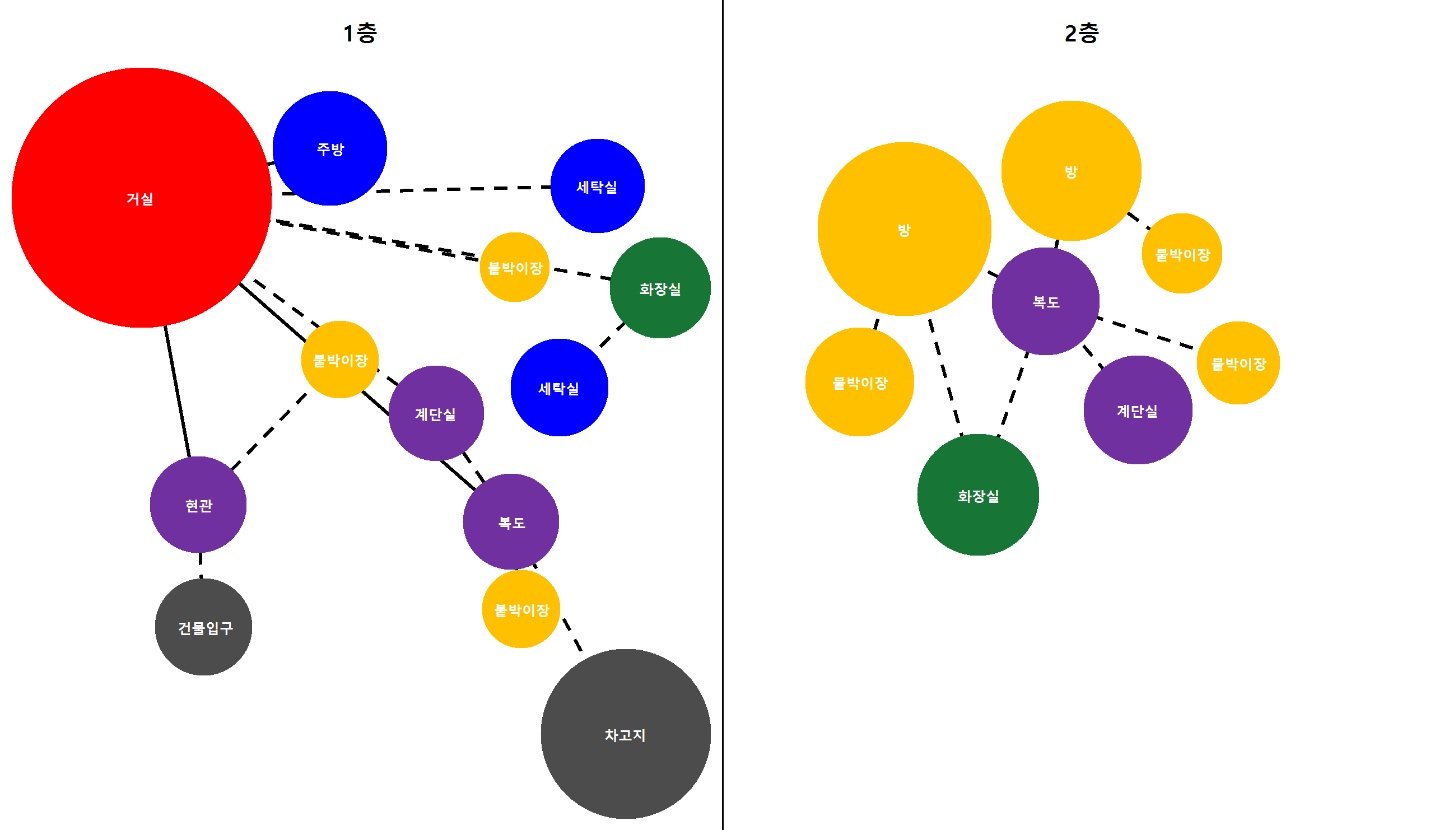 1층
거실
주방
세탁실
붙박이장
화장실
붙박이장
세탁실
계단실
현관
복도
붙박이장
건물입구
차고지
2층
방
방
붙박이장
복도
붙박이장
붙박이장
계단실
화장실